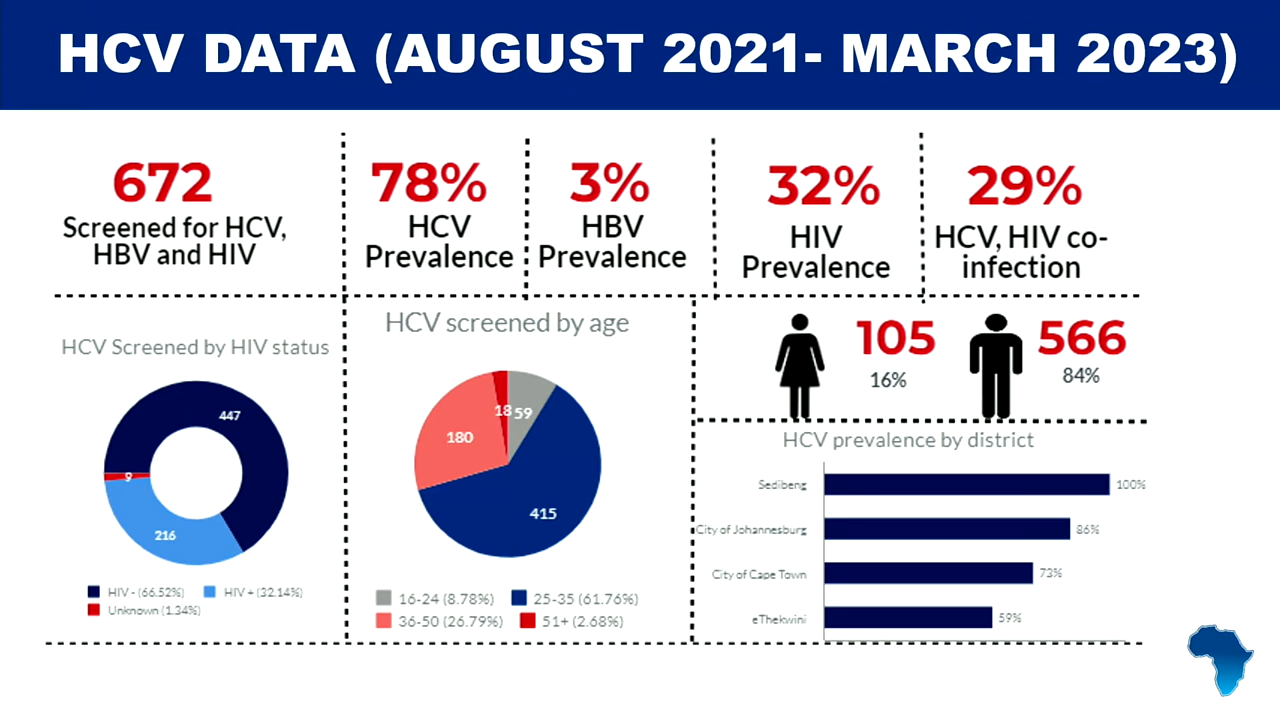 HCV DATA (AUGUST 2021- MARCH 2023)
672
Screened for HCV,
HBV and HIV
78%
HCV
Prevalence
3%
HBV
Prevalence
32%
HIV
Prevalence
29%
HCV, HIV co-
infection
HCV Screened by HIV status
447
9
216
HIV - (66.52%) HIV + (32.14%)
Unknown (1.34%)
HCV screened by age
18 59
180
415
16-24 (8.78%) 25-35 (61.76%)
36-50 (26.79%) 51+ (2.68%)
105
16%
566
84%
HCV prevalence by district
Sedibeng 100%
City of Johannesburg 86%
City of Cape Town 73%
eThekwini 59%